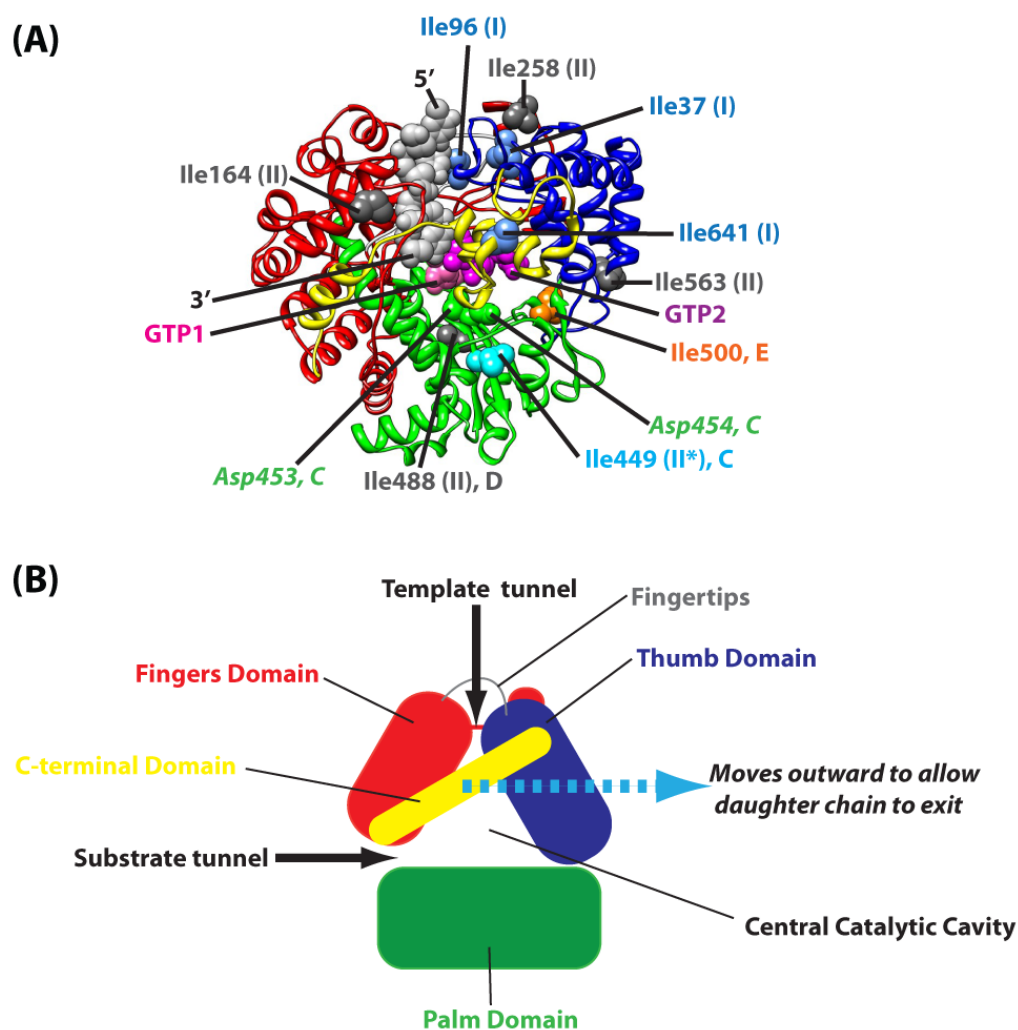 (A)
Ile96 (I)
Ile258 (II)
5′
Ile37 (I)
Ile164 (II)
Ile641 (I)
Ile563 (II)
3′
GTP1
GTP2
Ile500, E
Asp454, C
Ile449 (II*), C
Asp453, C
Ile488 (II), D
(B)
Template tunnel
Fingertips
Fingers Domain
Thumb Domain
C-terminal Domain
Moves outward to allow
daughter chain to exit
Substrate tunnel
Central Catalytic Cavity
Palm Domain